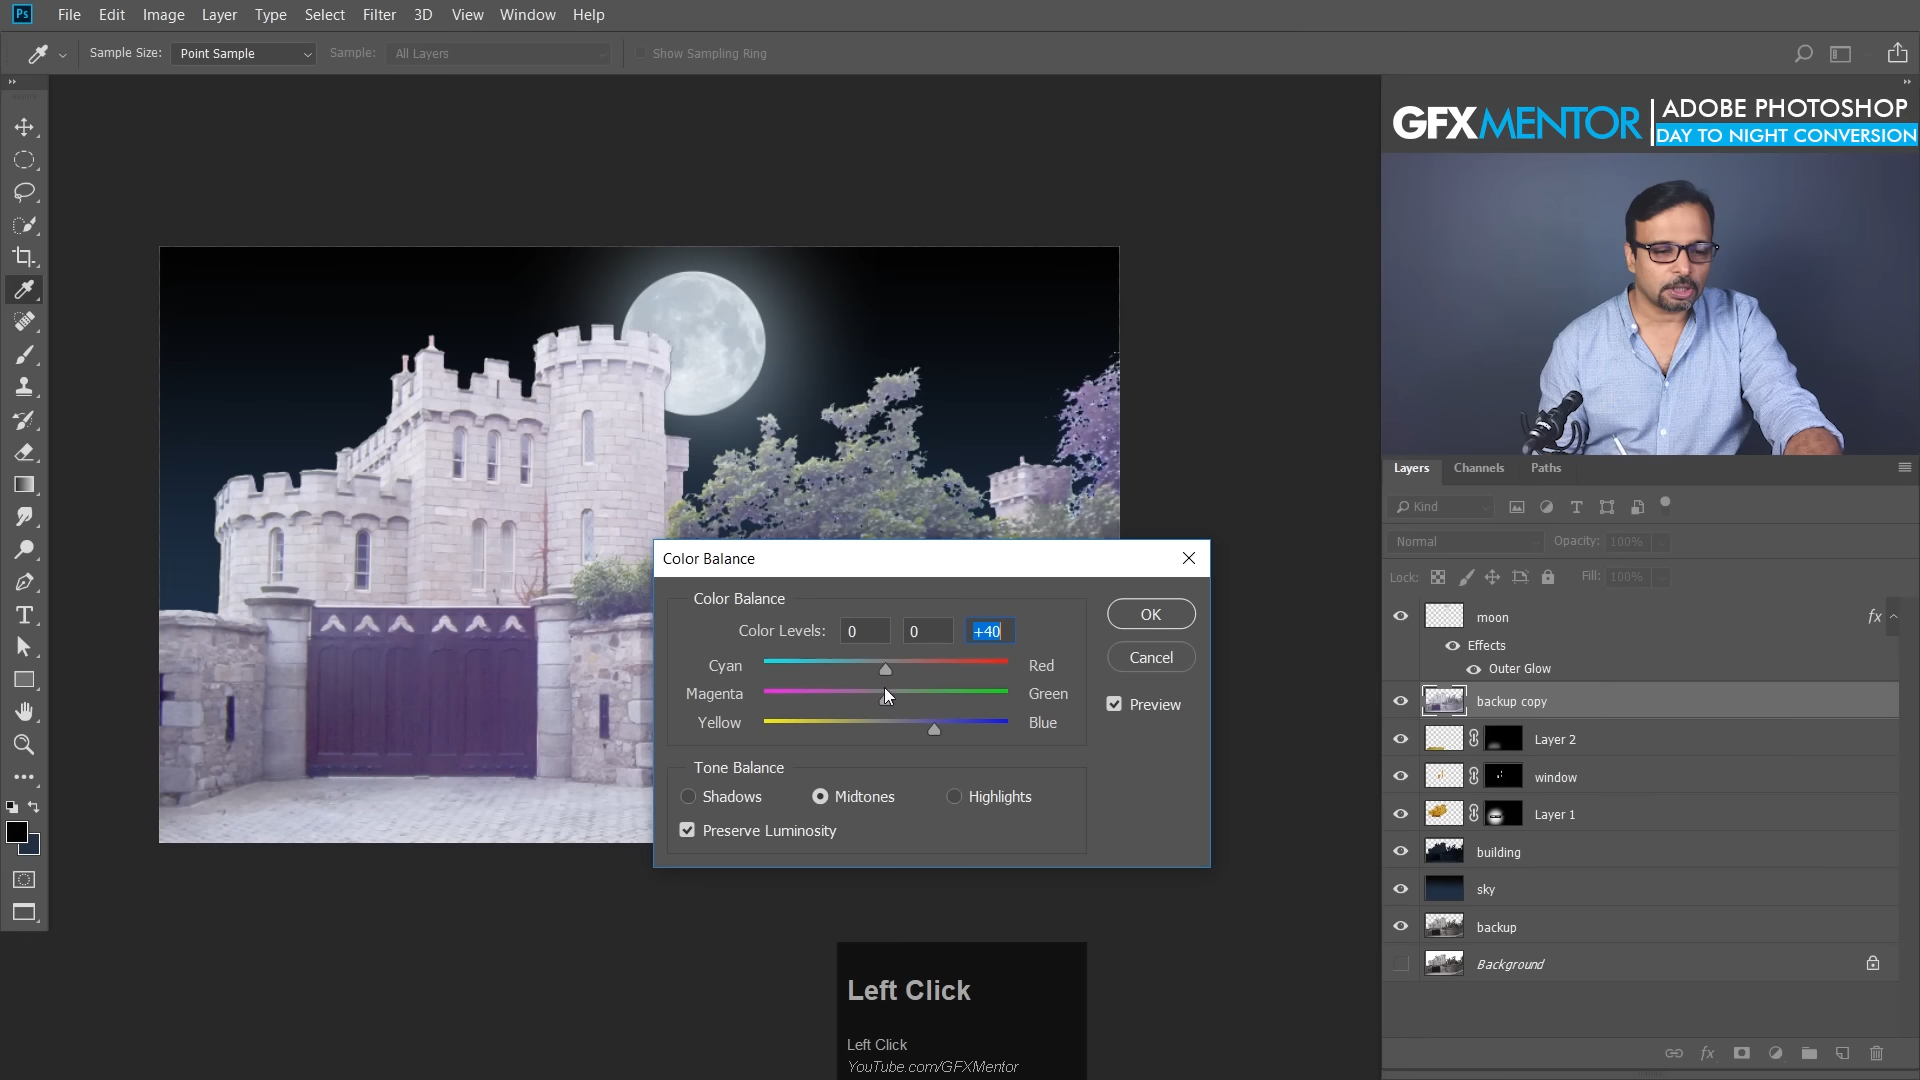 Ps File Edit Image Layer Type Select Filter 3D View Window Help
Sample Size: Point Sample Sample: All Layers Show Sampling Ring
GFXMENTOR
ADOBE PHOTOSHOP
DAY TO NIGHT CONVERSION
Color Balance
Color Balance
Color Levels: 0 0 +40
Cyan Red
Magenta Green
Yellow Blue
Tone Balance
Shadows Midtones Highlights
Preserve Luminosity
OK
Cancel
Preview
Layers Channels Paths
Kind
Normal Opacity: 100%
Lock: Fill: 100%
moon fx
Effects
Outer Glow
backup copy
Layer 2
window
Layer 1
building
sky
backup
Background
fx
Left Click
Left Click
YouTube.com/GFXMentor